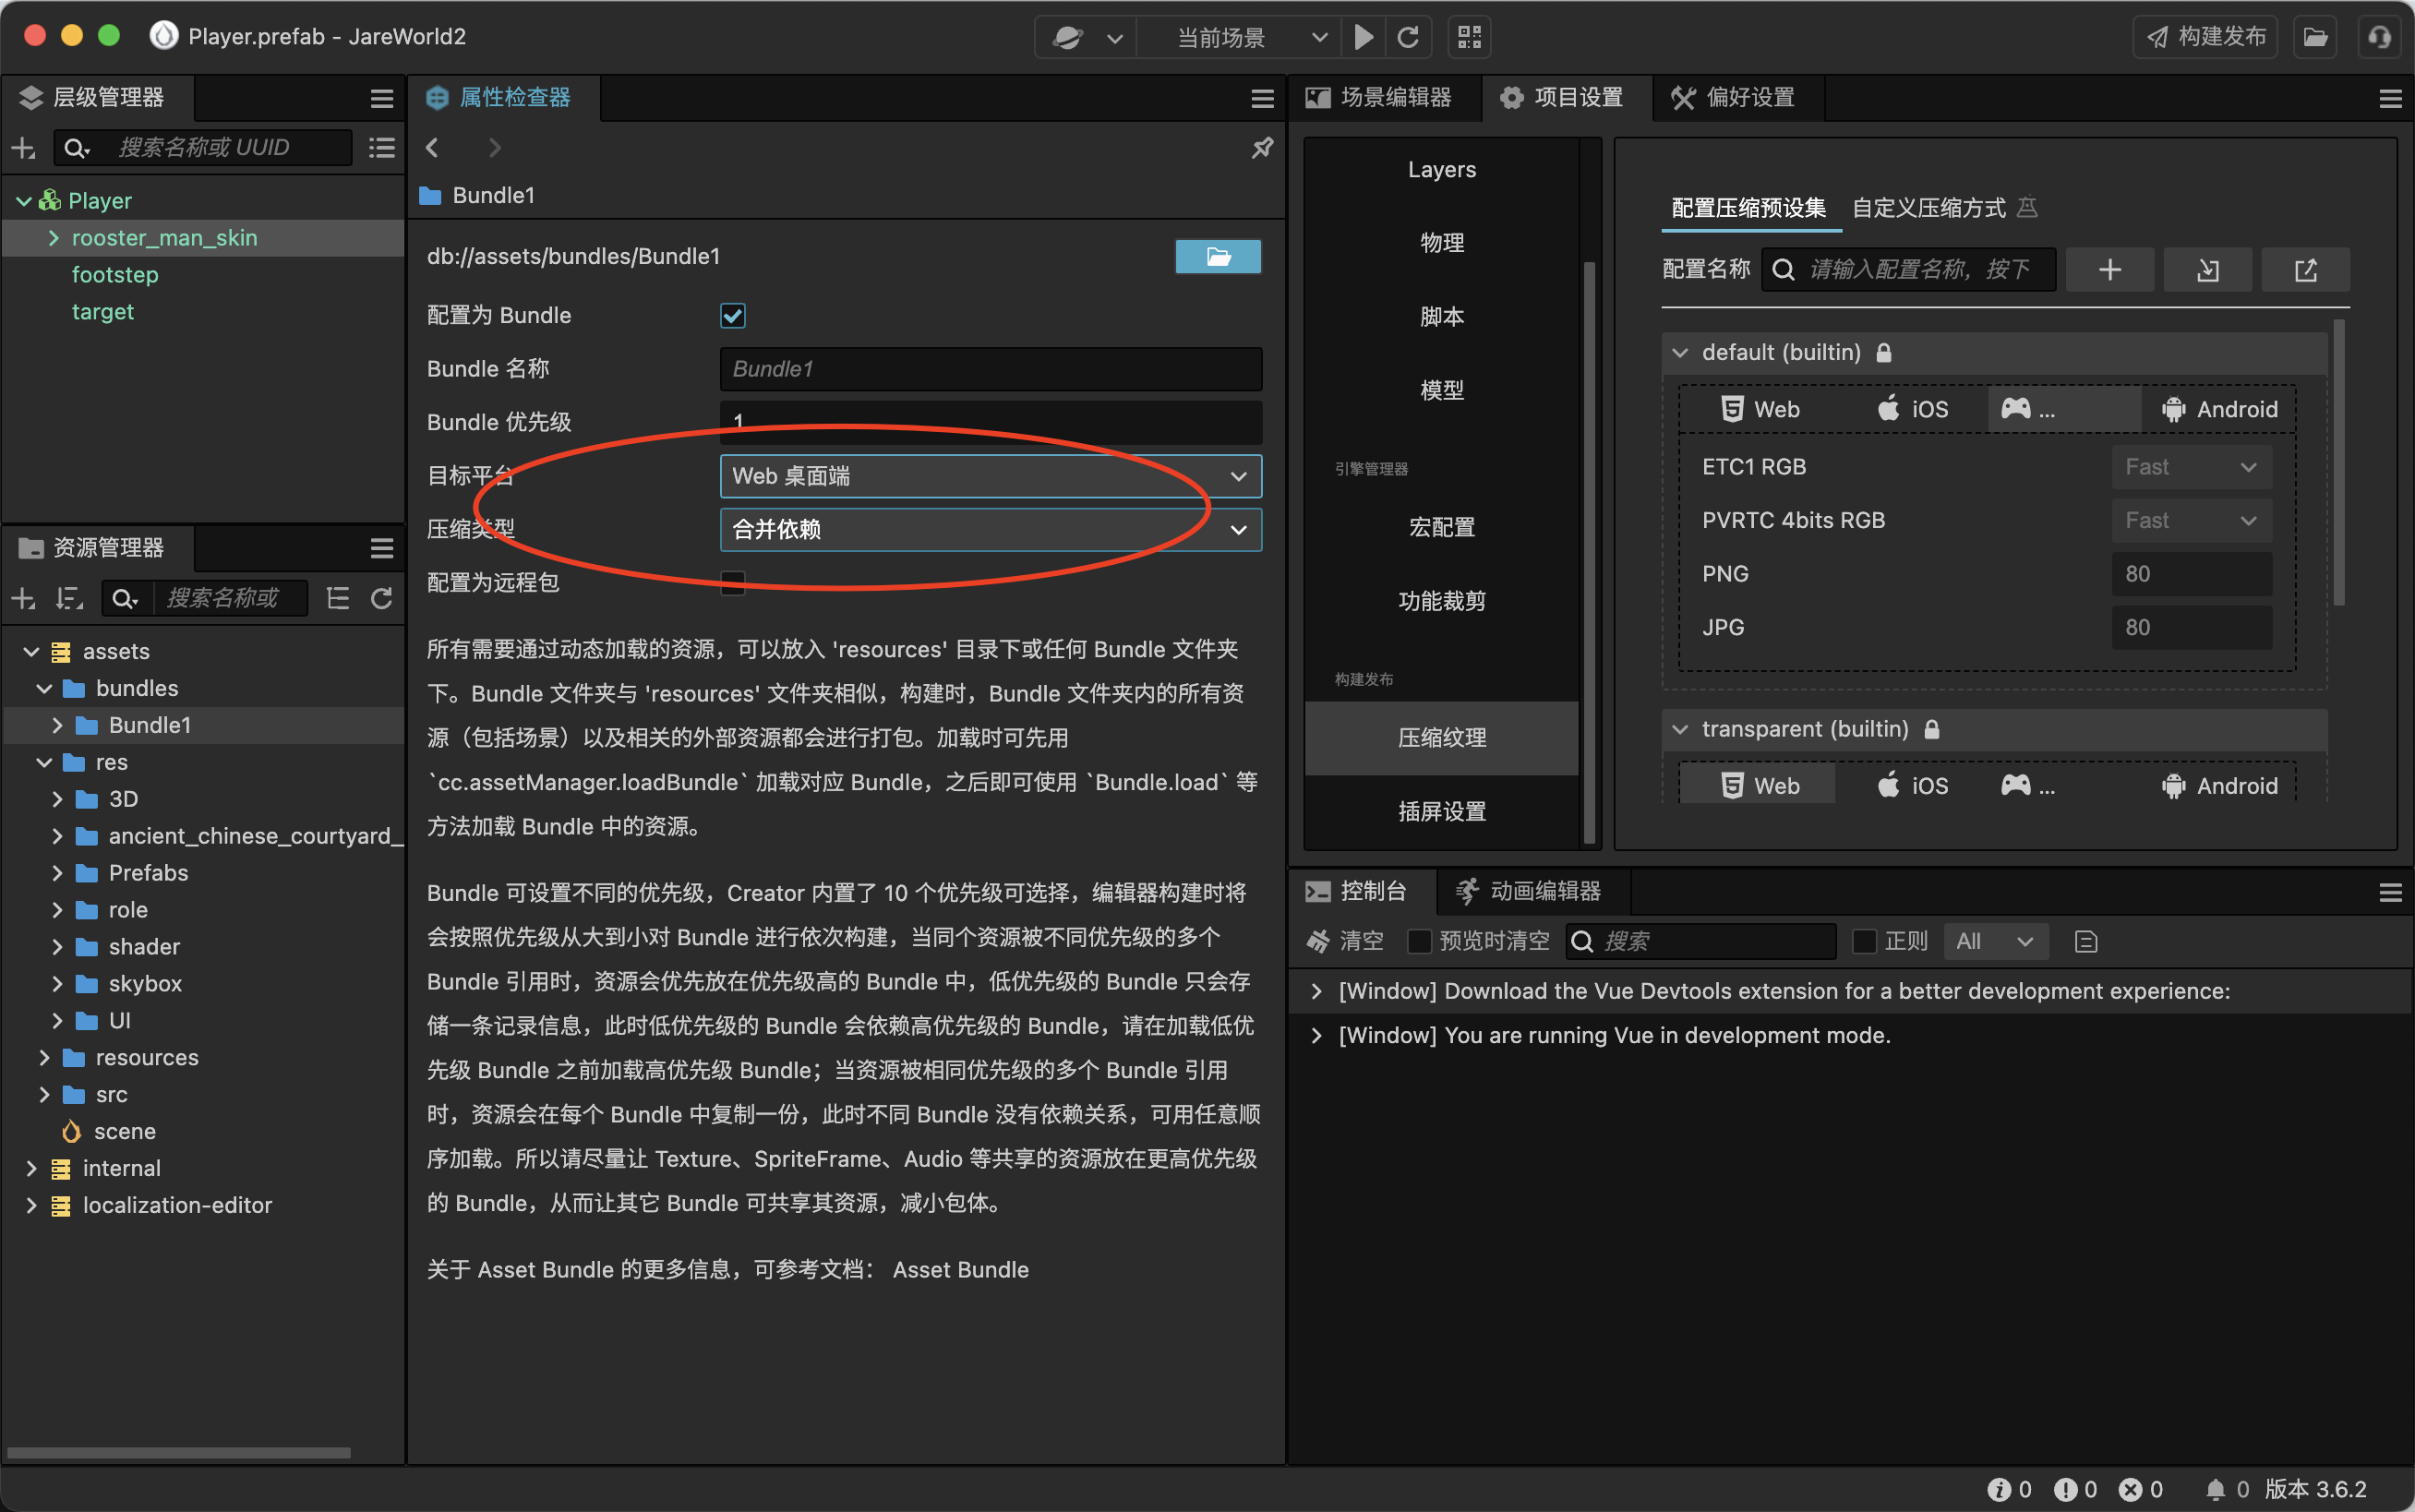 Player.prefab - JareWorld2
当前场景
构建发布
层级管理器
搜索名称或 UUID
Player
rooster_man_skin
footstep
target
资源管理器
搜索名称或
assets
bundles
Bundle1
res
3D
ancient_chinese_courtyard_
Prefabs
role
shader
skybox
UI
resources
src
scene
internal
localization-editor
属性检查器
Bundle1
db://assets/bundles/Bundle1
配置为 Bundle
Bundle 名称
Bundle1
Bundle 优先级
1
目标平台
Web 桌面端
压缩类型
合并依赖
配置为远程包
所有需要通过动态加载的资源，可以放入 'resources' 目录下或任何 Bundle 文件夹
下。Bundle 文件夹与 'resources' 文件夹相似，构建时，Bundle 文件夹内的所有资
源（包括场景）以及相关的外部资源都会进行打包。加载时可先用
`cc.assetManager.loadBundle` 加载对应 Bundle，之后即可使用 `Bundle.load` 等
方法加载 Bundle 中的资源。
Bundle 可设置不同的优先级，Creator 内置了 10 个优先级可选择，编辑器构建时将
会按照优先级从大到小对 Bundle 进行依次构建，当同个资源被不同优先级的多个
Bundle 引用时，资源会优先放在优先级高的 Bundle 中，低优先级的 Bundle 只会存
储一条记录信息，此时低优先级的 Bundle 会依赖高优先级的 Bundle，请在加载低优
先级 Bundle 之前加载高优先级 Bundle；当资源被相同优先级的多个 Bundle 引用
时，资源会在每个 Bundle 中复制一份，此时不同 Bundle 没有依赖关系，可用任意顺
序加载。所以请尽量让 Texture、SpriteFrame、Audio 等共享的资源放在更高优先级
的 Bundle，从而让其它 Bundle 可共享其资源，减小包体。
关于 Asset Bundle 的更多信息，可参考文档： Asset Bundle
场景编辑器
项目设置
偏好设置
Layers
物理
脚本
模型
引擎管理器
宏配置
功能裁剪
构建发布
压缩纹理
插屏设置
配置压缩预设集
自定义压缩方式
配置名称
请输入配置名称，按下
default (builtin)
Web
iOS
...
Android
ETC1 RGB
Fast
PVRTC 4bits RGB
Fast
PNG
80
JPG
80
transparent (builtin)
Web
iOS
...
Android
控制台
动画编辑器
清空
预览时清空
搜索
正则
All
[Window] Download the Vue Devtools extension for a better development experience:
[Window] You are running Vue in development mode.
0
0
0
0
版本 3.6.2